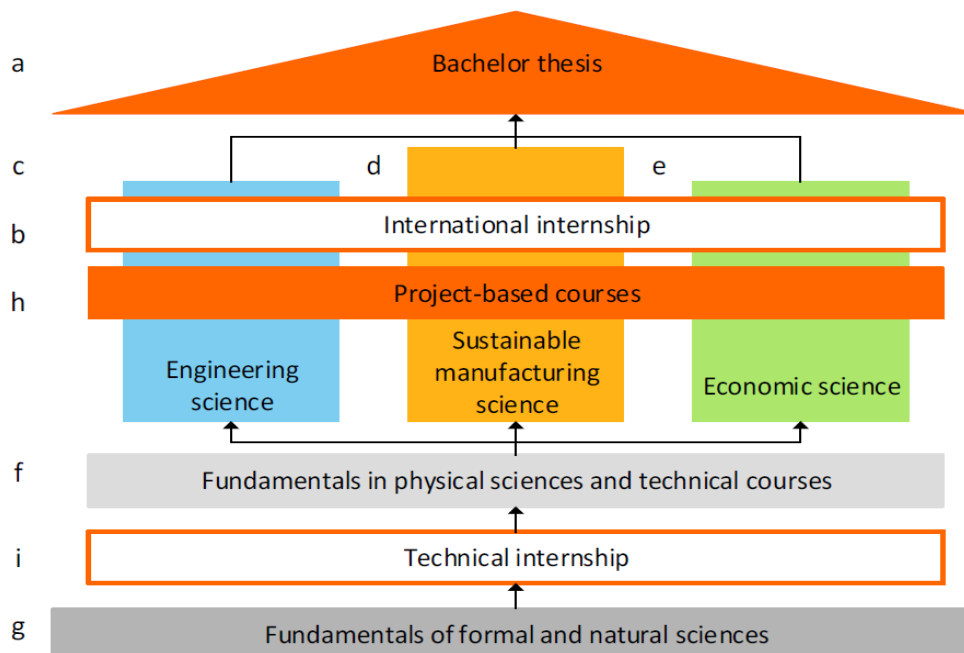 a
Bachelor thesis
c
d
e
b
International internship
h
Project-based courses
Engineering
science
Sustainable
manufacturing
science
Economic science
f
Fundamentals in physical sciences and technical courses
i
Technical internship
g
Fundamentals of formal and natural sciences